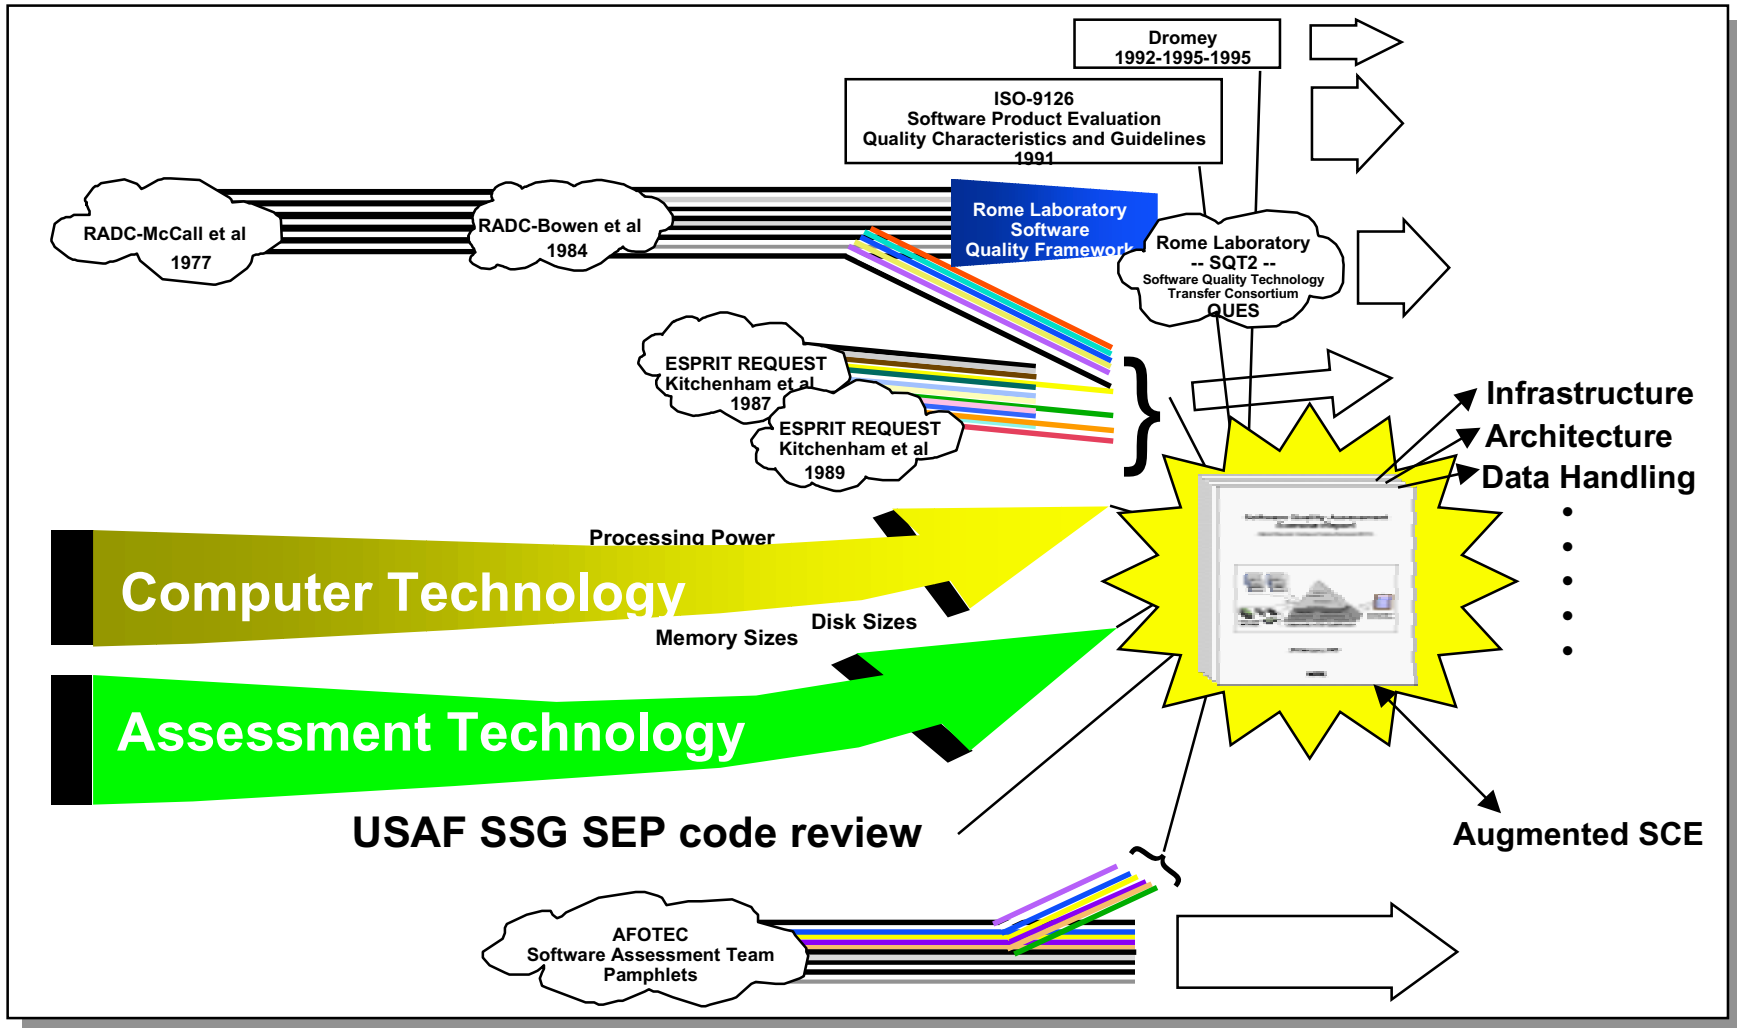 Dromey
1992-1995-1995
ISO-9126
Software Product Evaluation
Quality Characteristics and Guidelines
1991
RADC-McCall et al
1977
RADC-Bowen et al
1984
Rome Laboratory
Software
Quality Framework
Rome Laboratory
-- SQT2 --
Software Quality Technology
Transfer Consortium
QUES
ESPRIT REQUEST
Kitchenham et al
1987
ESPRIT REQUEST
Kitchenham et al
1989
Infrastructure
Architecture
Data Handling
Processing Power
Computer Technology
Memory Sizes
Disk Sizes
Assessment Technology
USAF SSG SEP code review
Augmented SCE
AFOTEC
Software Assessment Team
Pamphlets
Software Quality Assessment